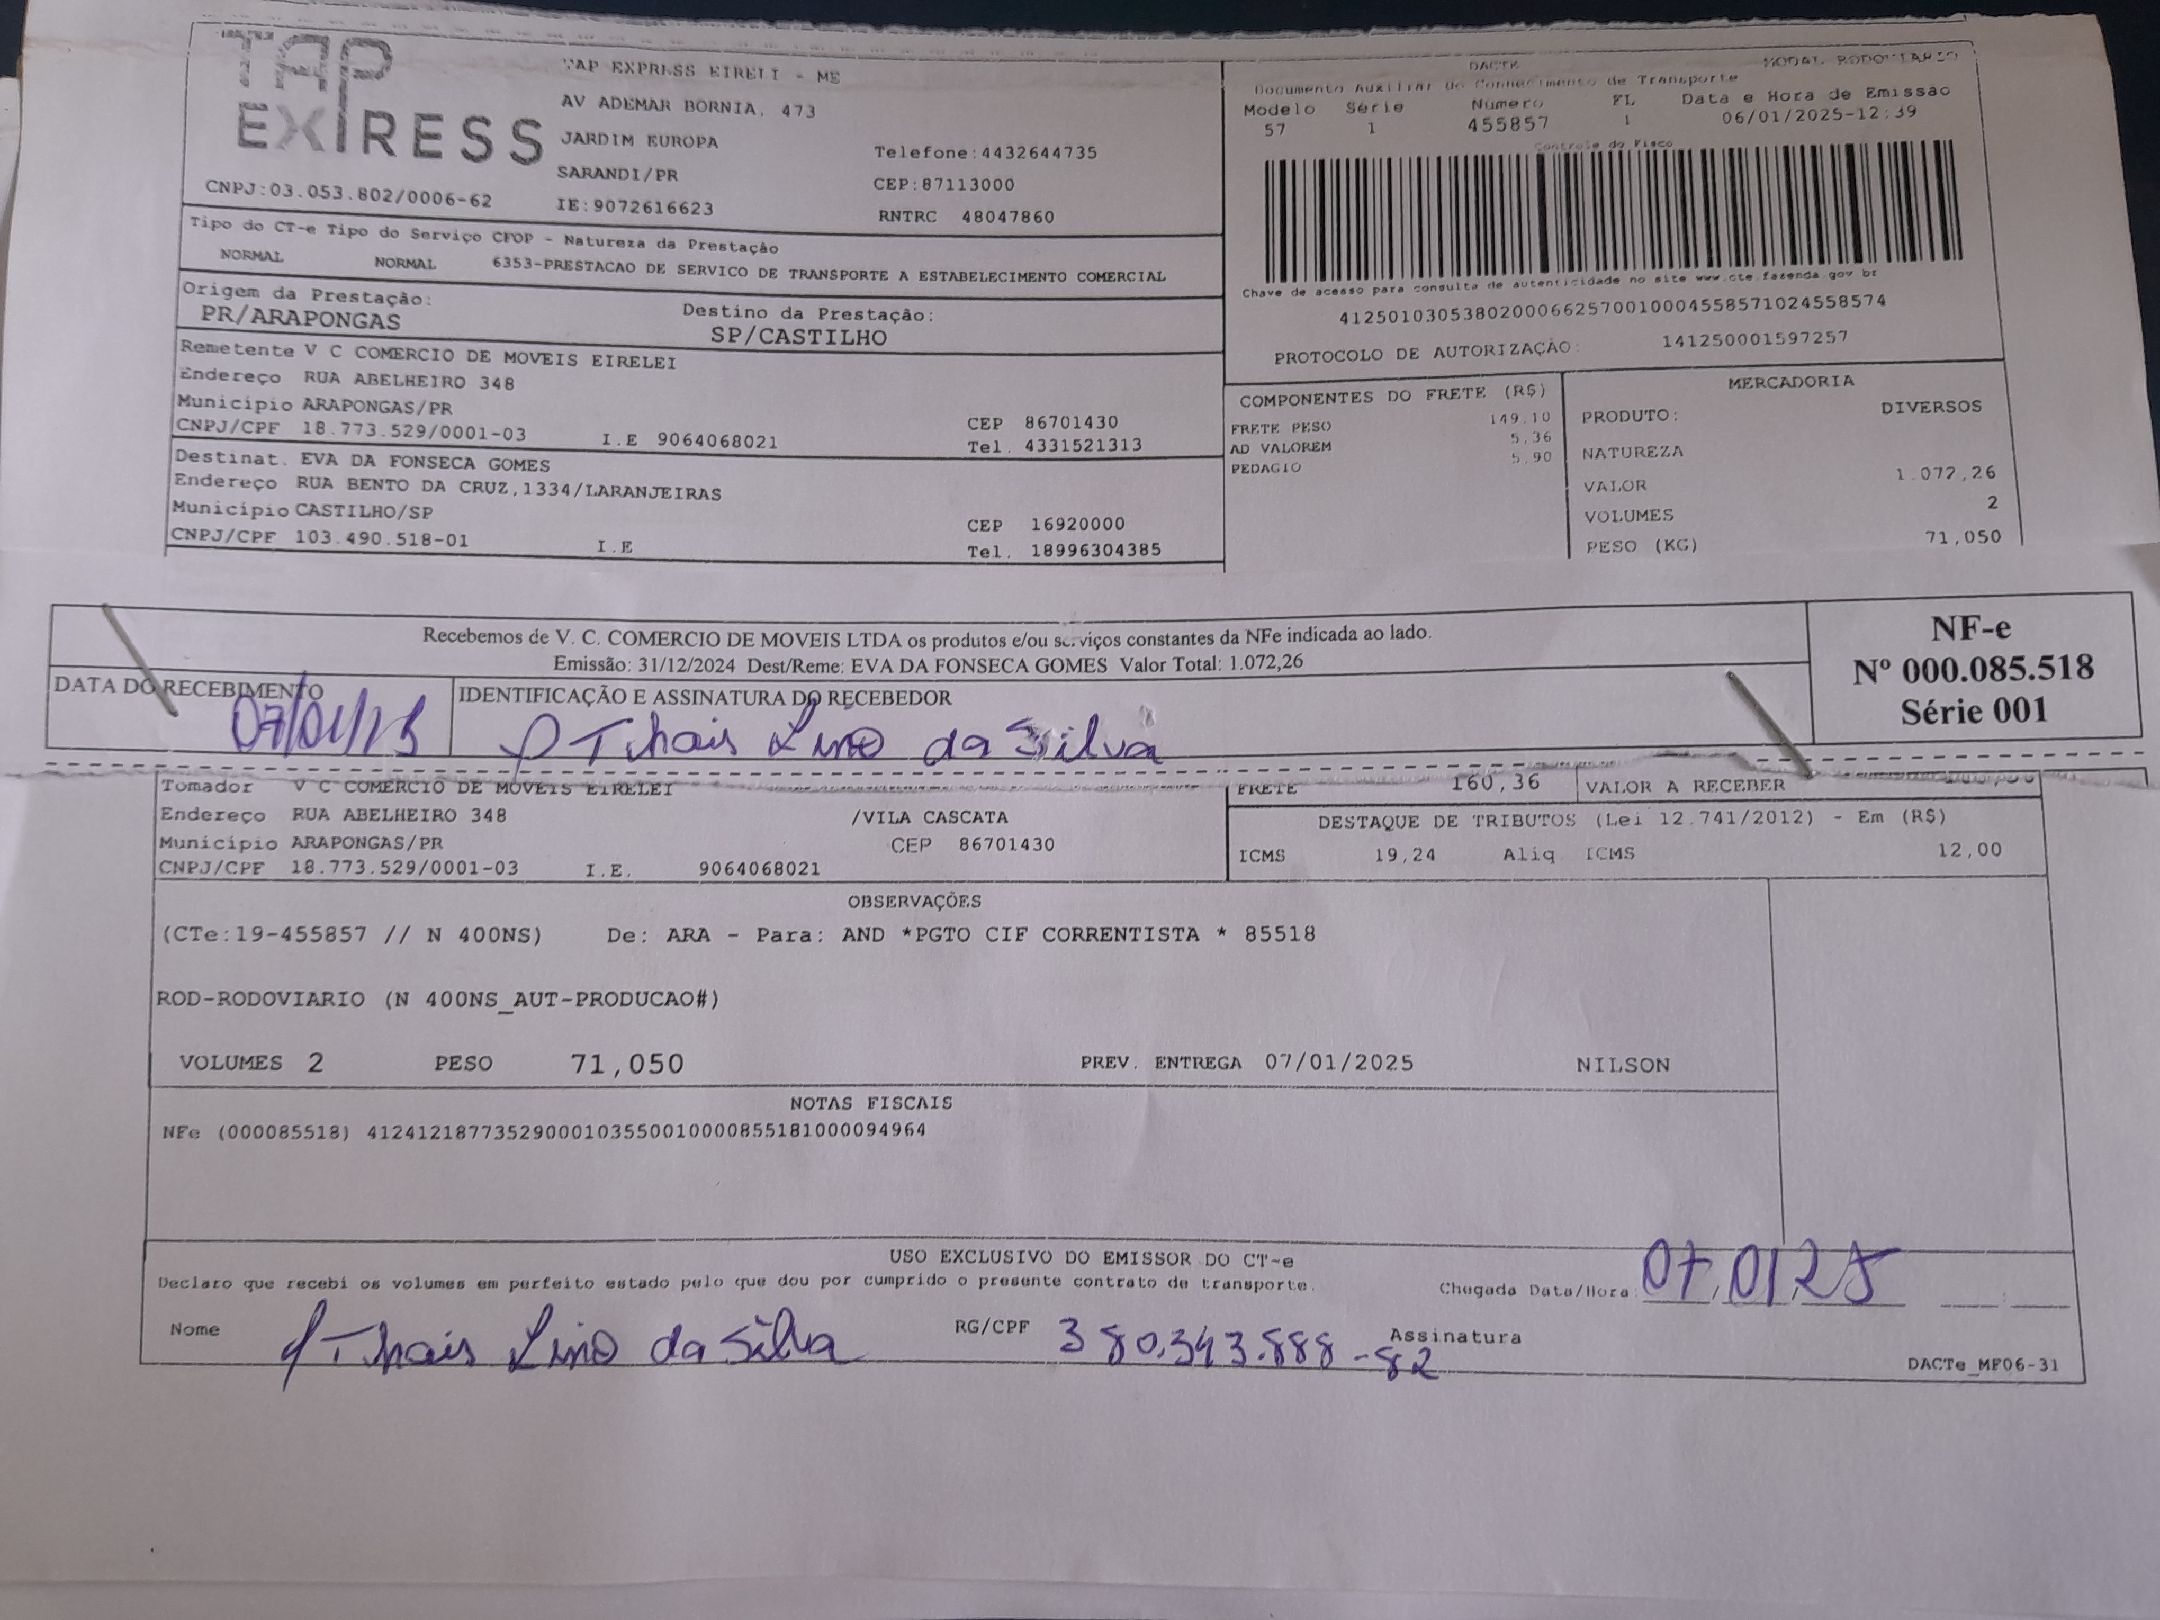 TAP
EXPRESS
TAP EXPRESS EIRELI - ME
AV ADEMAR BORNIA, 473
JARDIM EUROPA
Telefone:4432644735
SARANDI/PR
CEP:87113000
CNPJ:03.053.802/0006-62
IE:9072616623
RNTRC 48047860
DACTE
MODAL RODOVIARIO
Documento Auxiliar do Conhecimento de Transporte
Modelo Série Número FL Data e Hora de Emissão
57 1 455857 1 06/01/2025-12:39
Controle do Fisco
Chave de acesso para consulta de autenticidade no site www.cte.fazenda.gov br
41250103053802000662570010004558571024558574
PROTOCOLO DE AUTORIZAÇÃO: 141250001597257
Tipo do CT-e Tipo do Serviço CFOP - Natureza da Prestação
NORMAL NORMAL 6353-PRESTACAO DE SERVICO DE TRANSPORTE A ESTABELECIMENTO COMERCIAL
Origem da Prestação: Destino da Prestação:
PR/ARAPONGAS SP/CASTILHO
Remetente V C COMERCIO DE MOVEIS EIRELEI
Endereço RUA ABELHEIRO 348
Município ARAPONGAS/PR CEP 86701430
CNPJ/CPF 18.773.529/0001-03 I.E 9064068021 Tel. 4331521313
Destinat. EVA DA FONSECA GOMES
Endereço RUA BENTO DA CRUZ,1334/LARANJEIRAS
Município CASTILHO/SP CEP 16920000
CNPJ/CPF 103.490.518-01 I.E Tel. 18996304385
COMPONENTES DO FRETE (R$)
FRETE PESO 149,10
AD VALOREM 5,36
PEDAGIO 5,90
MERCADORIA
PRODUTO: DIVERSOS
NATUREZA
VALOR 1.072,26
VOLUMES 2
PESO (KG) 71,050
Recebemos de V. C. COMERCIO DE MOVEIS LTDA os produtos e/ou serviços constantes da NFe indicada ao lado.
Emissão: 31/12/2024 Dest/Reme: EVA DA FONSECA GOMES Valor Total: 1.072,26
NF-e
Nº 000.085.518
Série 001
DATA DO RECEBIMENTO
IDENTIFICAÇÃO E ASSINATURA DO RECEBEDOR
07/01/25
Thais Lino da Silva
Tomador V C COMERCIO DE MOVEIS EIRELEI
Endereço RUA ABELHEIRO 348 /VILA CASCATA
Município ARAPONGAS/PR CEP 86701430
CNPJ/CPF 18.773.529/0001-03 I.E. 9064068021
FRETE 160,36 VALOR A RECEBER
DESTAQUE DE TRIBUTOS (Lei 12.741/2012) - Em (R$)
ICMS 19,24 Aliq ICMS 12,00
OBSERVAÇÕES
(CTe:19-455857 // N 400NS) De: ARA - Para: AND *PGTO CIF CORRENTISTA * 85518
ROD-RODOVIARIO (N 400NS_AUT-PRODUCAO#)
VOLUMES 2 PESO 71,050 PREV. ENTREGA 07/01/2025 NILSON
NOTAS FISCAIS
NFe (000085518) 41241218773529000103550010000855181000094964
USO EXCLUSIVO DO EMISSOR DO CT-e
Declaro que recebi os volumes em perfeito estado pelo que dou por cumprido o presente contrato de transporte.
Chegada Data/Hora: 07/01/25
Nome Thais Lino da Silva RG/CPF 380.343.888-82 Assinatura
DACTe_MF06-31